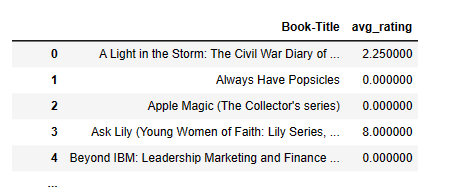 Book-Title avg_rating
0 A Light in the Storm: The Civil War Diary of ... 2.250000
1 Always Have Popsicles 0.000000
2 Apple Magic (The Collector's series) 0.000000
3 Ask Lily (Young Women of Faith: Lily Series, ... 8.000000
4 Beyond IBM: Leadership Marketing and Finance ... 0.000000
...